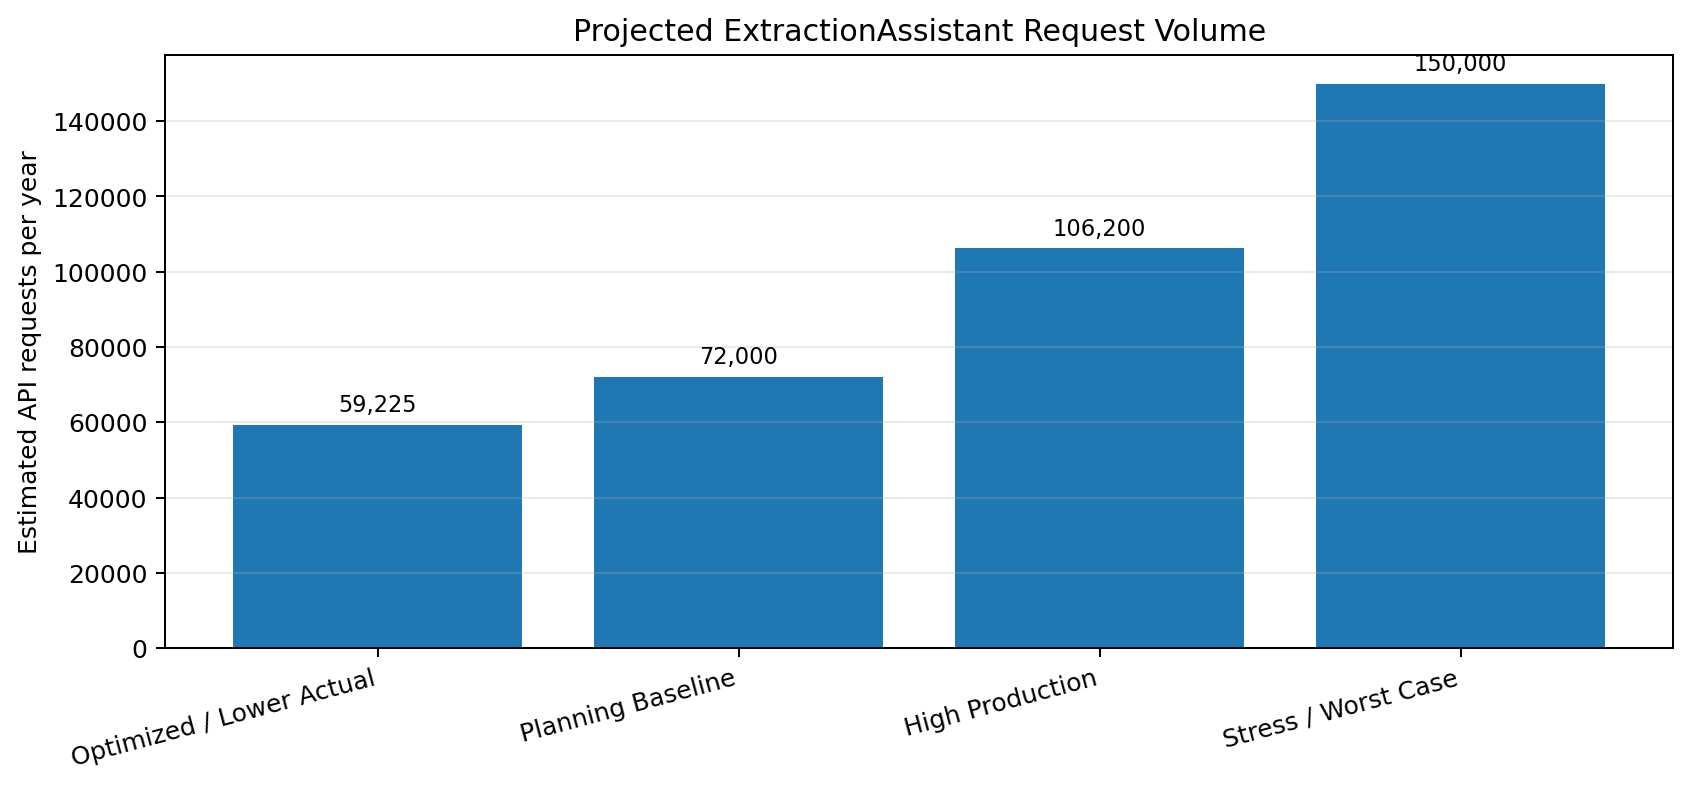 Projected ExtractionAssistant Request Volume
Estimated API requests per year
140000
120000
100000
80000
60000
40000
20000
0
59,225
72,000
106,200
150,000
Optimized / Lower Actual
Planning Baseline
High Production
Stress / Worst Case